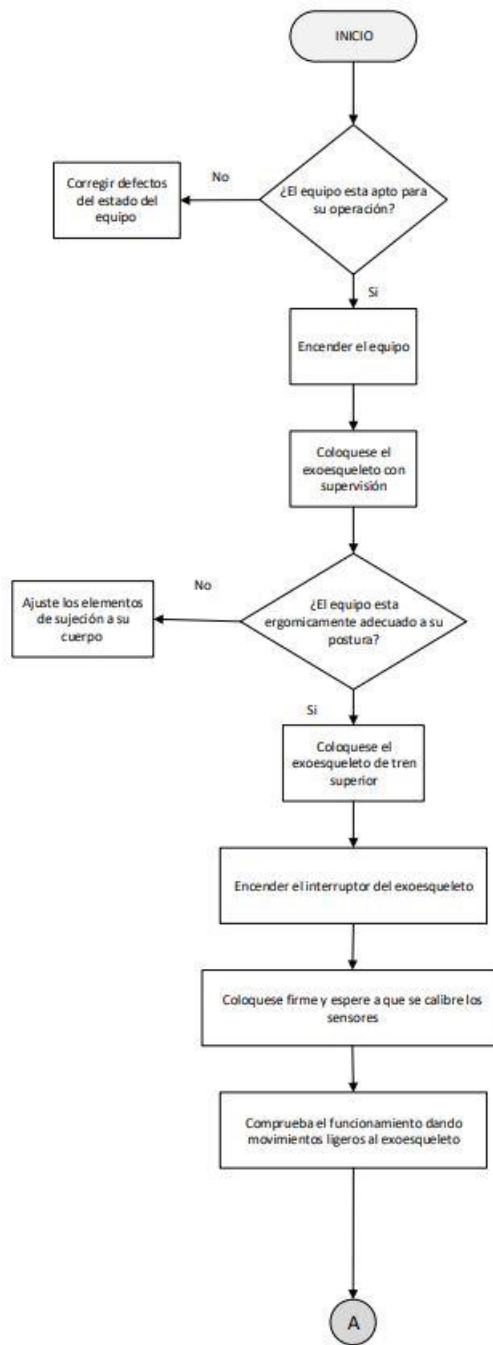 INICIO
¿El equipo esta apto para
su operación?
No
Corregir defectos
del estado del
equipo
Si
Encender el equipo
Coloquese el
exoesqueleto con
supervisión
¿El equipo esta
ergomicamente adecuado a su
postura?
No
Ajuste los elementos
de sujeción a su
cuerpo
Si
Coloquese el
exoesqueleto de tren
superior
Encender el interruptor del exoesqueleto
Coloquese firme y espere a que se calibre los
sensores
Comprueba el funcionamiento dando
movimientos ligeros al exoesqueleto
A